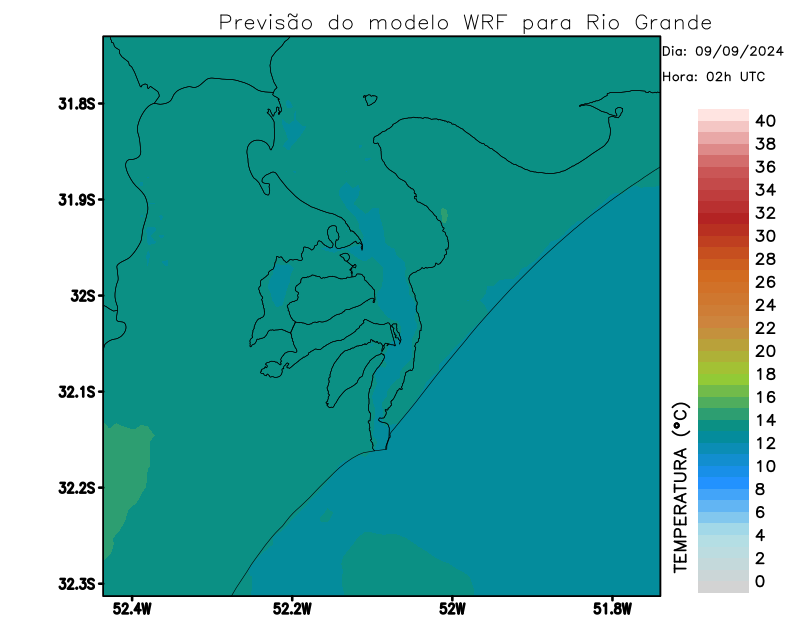 Previsão do modelo WRF para Rio Grande
Dia: 09/09/2024
Hora: 02h UTC
31.8S
31.9S
32S
32.1S
32.2S
32.3S
52.4W
52.2W
52W
51.8W
TEMPERATURA (°C)
40
38
36
34
32
30
28
26
24
22
20
18
16
14
12
10
8
6
4
2
0